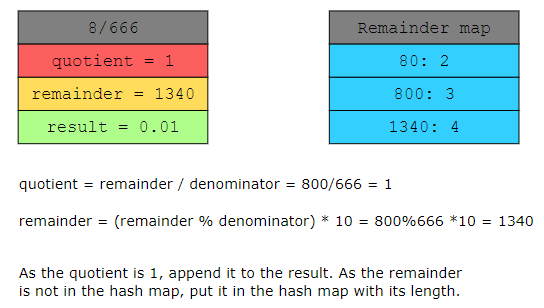 8/666
quotient = 1
remainder = 1340
result = 0.01
Remainder map
80: 2
800: 3
1340: 4
quotient = remainder / denominator = 800/666 = 1
remainder = (remainder % denominator) * 10 = 800%666 *10 = 1340
As the quotient is 1, append it to the result. As the remainder
is not in the hash map, put it in the hash map with its length.